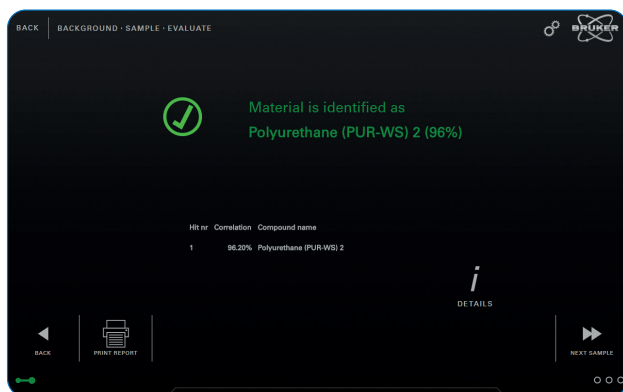 BACK BACKGROUND · SAMPLE · EVALUATE BRUKER
Material is identified as
Polyurethane (PUR-WS) 2 (96%)
Hit nr Correlation Compound name
1 96.20% Polyurethane (PUR-WS) 2
i
DETAILS
BACK PRINT REPORT NEXT SAMPLE